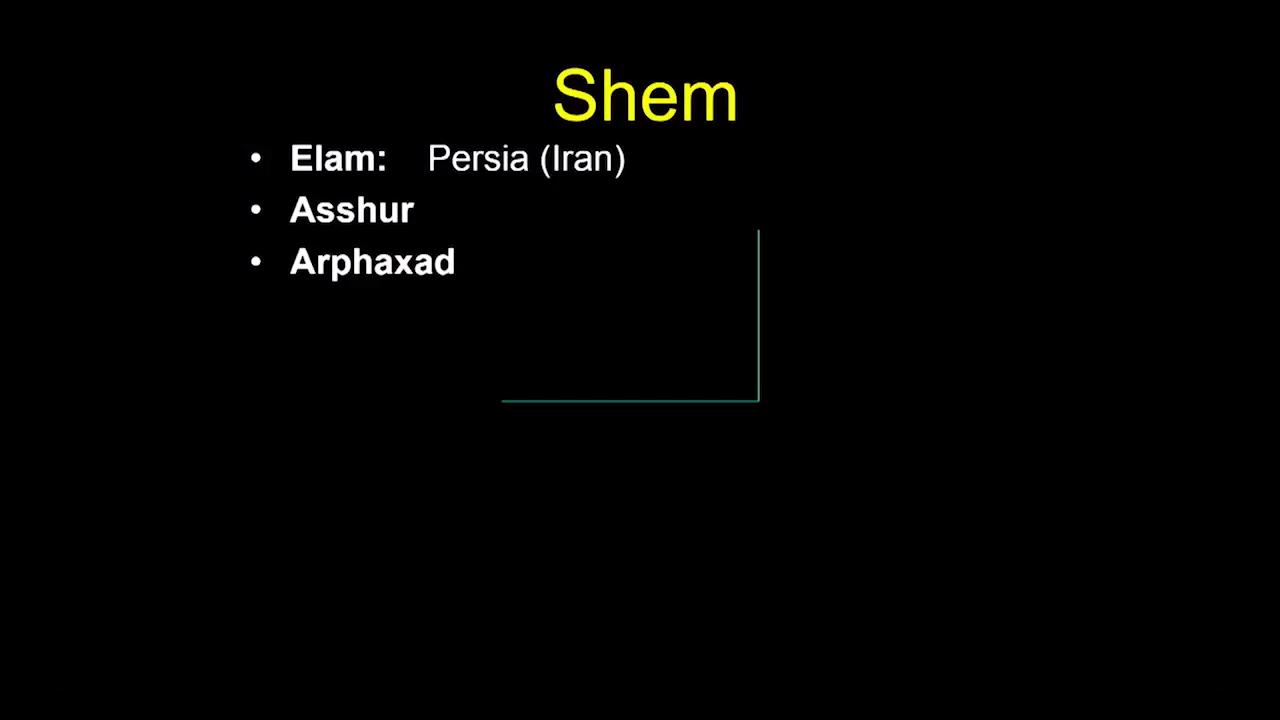 Shem
• Elam: Persia (Iran)
• Asshur
• Arphaxad